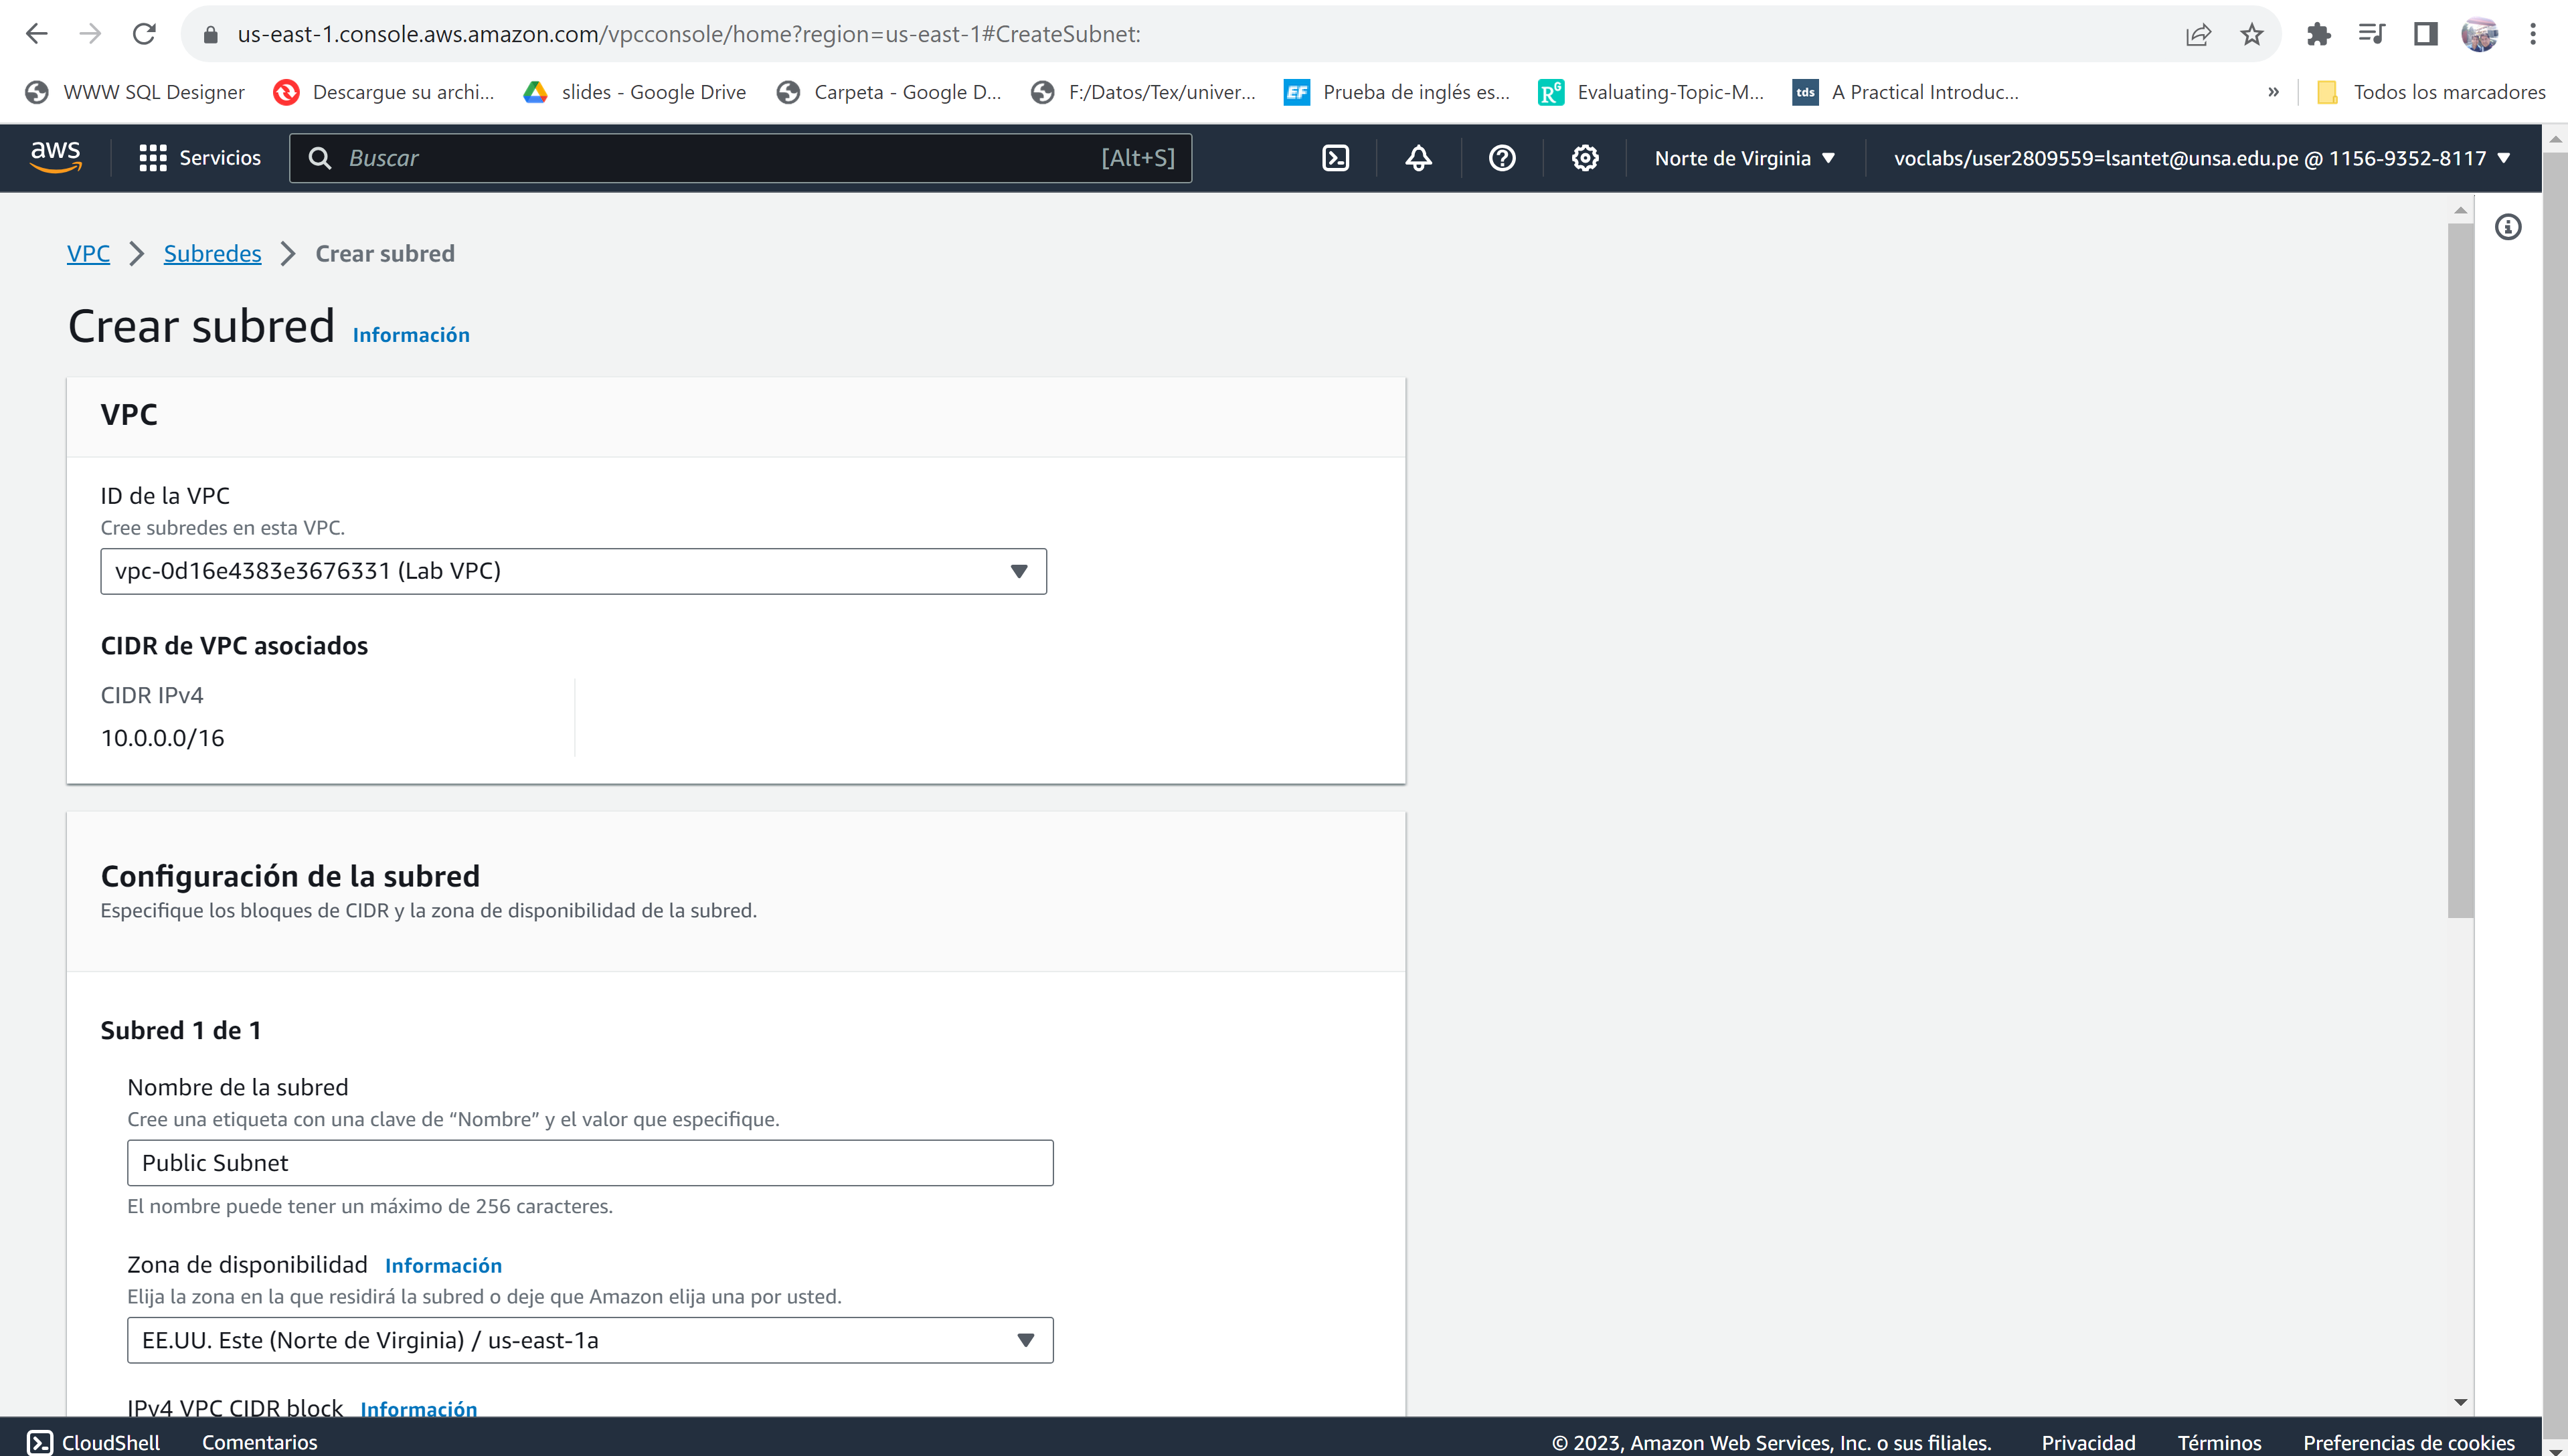 us-east-1.console.aws.amazon.com/vpcconsole/home?region=us-east-1#CreateSubnet:
WWW SQL Designer
Descargue su archi...
slides - Google Drive
Carpeta - Google D...
F:/Datos/Tex/univer...
EF
Prueba de inglés es...
RG
Evaluating-Topic-M...
tds
A Practical Introduc...
»
Todos los marcadores
aws
Servicios
Buscar
[Alt+S]
Norte de Virginia
voclabs/user2809559=lsantet@unsa.edu.pe @ 1156-9352-8117
VPC
Subredes
Crear subred
Crear subred Información
VPC
ID de la VPC
Cree subredes en esta VPC.
vpc-0d16e4383e3676331 (Lab VPC)
CIDR de VPC asociados
CIDR IPv4
10.0.0.0/16
Configuración de la subred
Especifique los bloques de CIDR y la zona de disponibilidad de la subred.
Subred 1 de 1
Nombre de la subred
Cree una etiqueta con una clave de “Nombre” y el valor que especifique.
Public Subnet
El nombre puede tener un máximo de 256 caracteres.
Zona de disponibilidad Información
Elija la zona en la que residirá la subred o deje que Amazon elija una por usted.
EE.UU. Este (Norte de Virginia) / us-east-1a
IPv4 VPC CIDR block Información
CloudShell
Comentarios
© 2023, Amazon Web Services, Inc. o sus filiales.
Privacidad
Términos
Preferencias de cookies